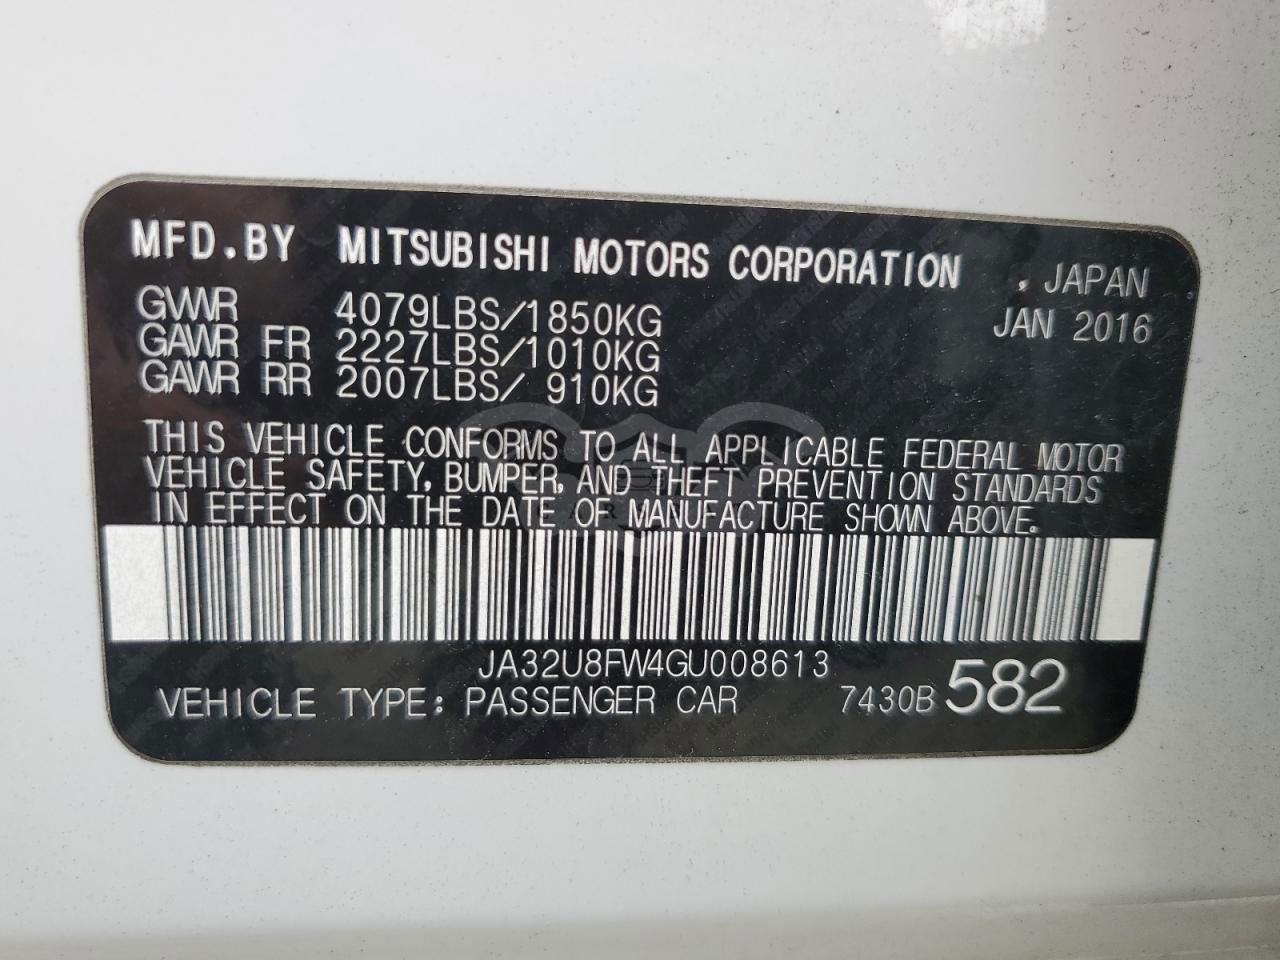 MFD.BY MITSUBISHI MOTORS CORPORATION , JAPAN
GVWR 4079LBS/1850KG JAN 2016
GAWR FR 2227LBS/1010KG
GAWR RR 2007LBS/ 910KG
THIS VEHICLE CONFORMS TO ALL APPLICABLE FEDERAL MOTOR
VEHICLE SAFETY, BUMPER, AND THEFT PREVENTION STANDARDS
IN EFFECT ON THE DATE OF MANUFACTURE SHOWN ABOVE.
JA32U8FW4GU008613
VEHICLE TYPE: PASSENGER CAR 7430B 582